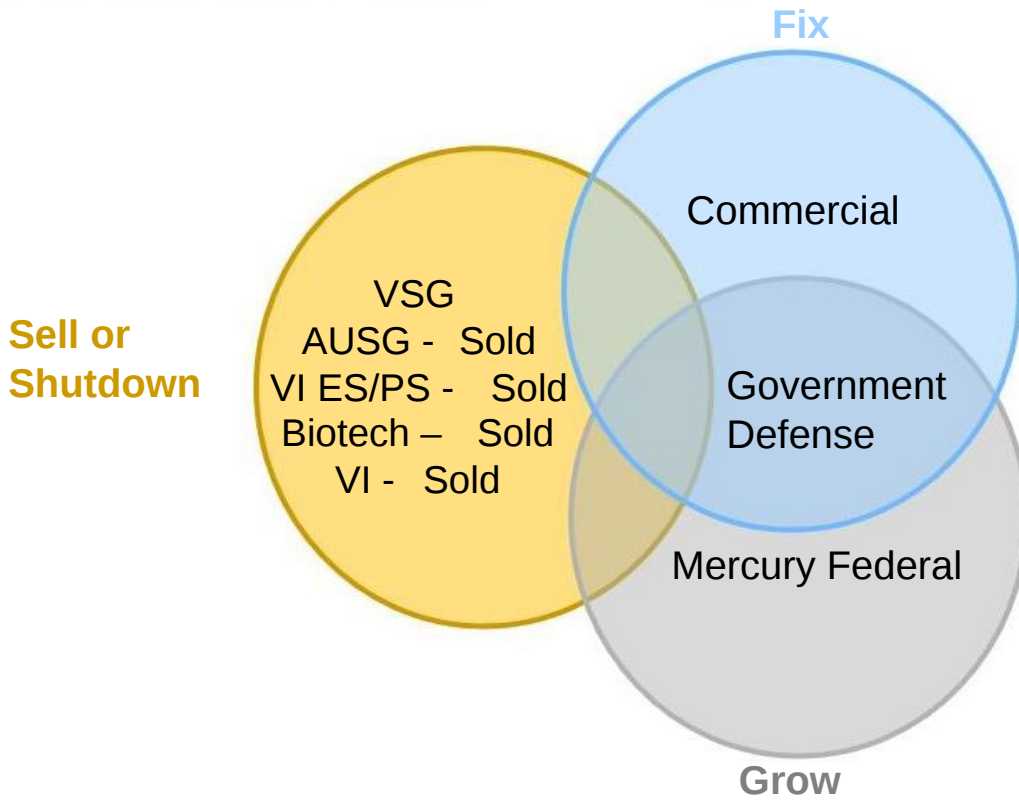 Fix
Commercial
Sell or
Shutdown
VSG
AUSG - Sold
VI ES/PS - Sold
Biotech – Sold
VI - Sold
Government
Defense
Mercury Federal
Grow